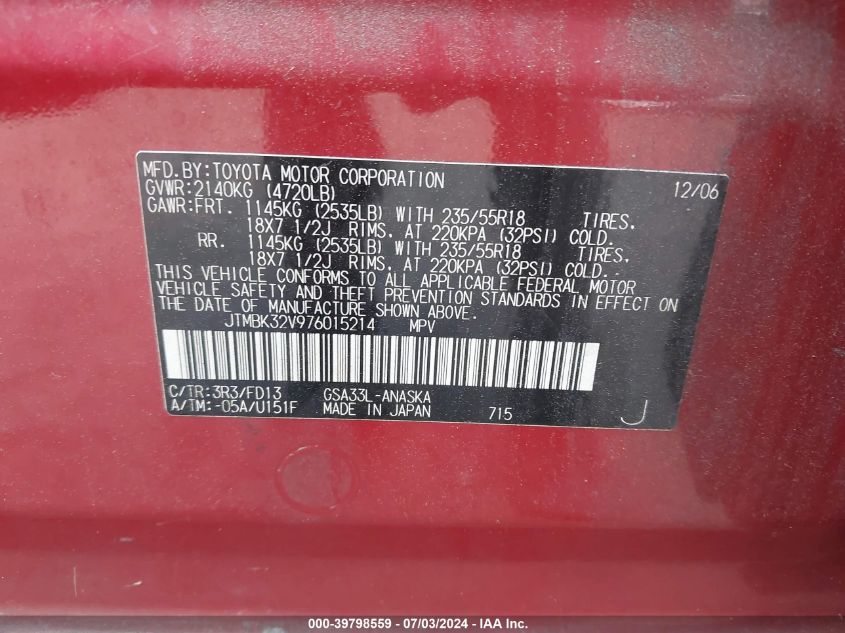 MFD.BY:TOYOTA MOTOR CORPORATION 12/06
GVWR:2140KG (4720LB)
GAWR:FRT. 1145KG (2535LB) WITH 235/55R18 TIRES,
18X7 1/2J RIMS, AT 220KPA (32PSI) COLD.
RR. 1145KG (2535LB) WITH 235/55R18 TIRES,
18X7 1/2J RIMS, AT 220KPA (32PSI) COLD.
THIS VEHICLE CONFORMS TO ALL APPLICABLE FEDERAL MOTOR
VEHICLE SAFETY AND THEFT PREVENTION STANDARDS IN EFFECT ON
THE DATE OF MANUFACTURE SHOWN ABOVE.
JTMBK32V976015214 MPV
C/TR:3R3/FD13 GSA33L-ANASKA
A/TM:-05A/U151F MADE IN JAPAN 715 J
000-39798559 / 07/03/2024 - IAA Inc.